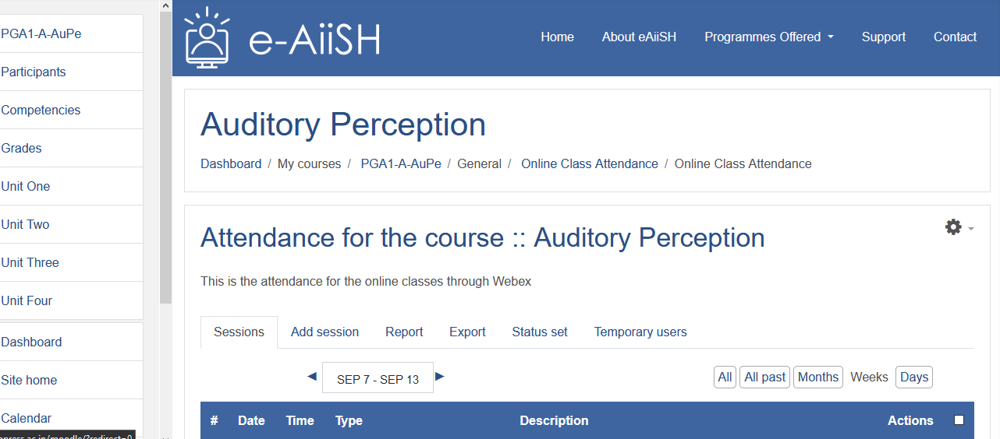 PGA1-A-AuPe
Participants
Competencies
Grades
Unit One
Unit Two
Unit Three
Unit Four
Dashboard
Site home
Calendar
e-AiiSH
Home About eAiiSH Programmes Offered Support Contact
Auditory Perception
Dashboard / My courses / PGA1-A-AuPe / General / Online Class Attendance / Online Class Attendance
Attendance for the course :: Auditory Perception
This is the attendance for the online classes through Webex
Sessions Add session Report Export Status set Temporary users
SEP 7 - SEP 13 All All past Months Weeks Days
# Date Time Type Description Actions